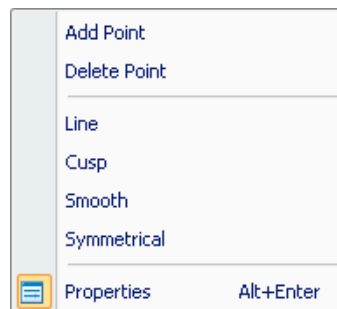 Add Point
Delete Point
Line
Cusp
Smooth
Symmetrical
Properties Alt+Enter